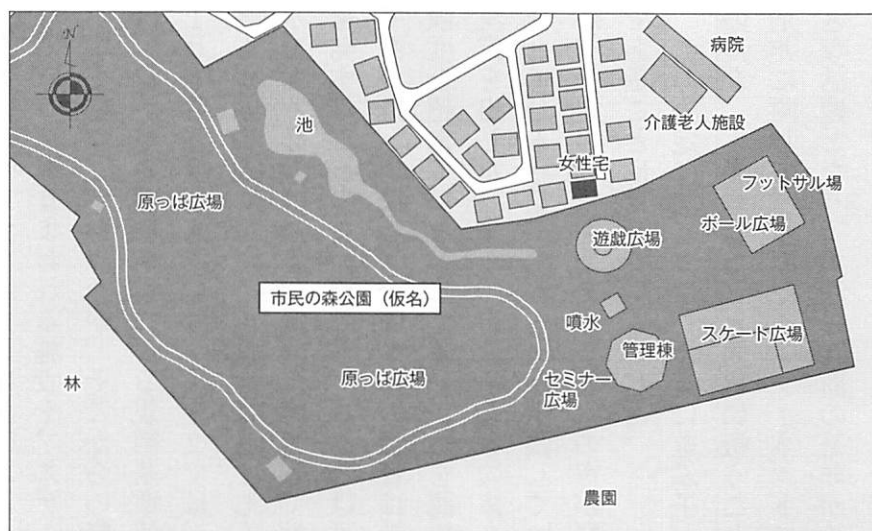 N
病院
池
介護老人施設
女性宅
フットサル場
原っぱ広場
ボール広場
遊戯広場
市民の森公園（仮名）
噴水
スケート広場
管理棟
原っぱ広場
セミナー
広場
林
農園